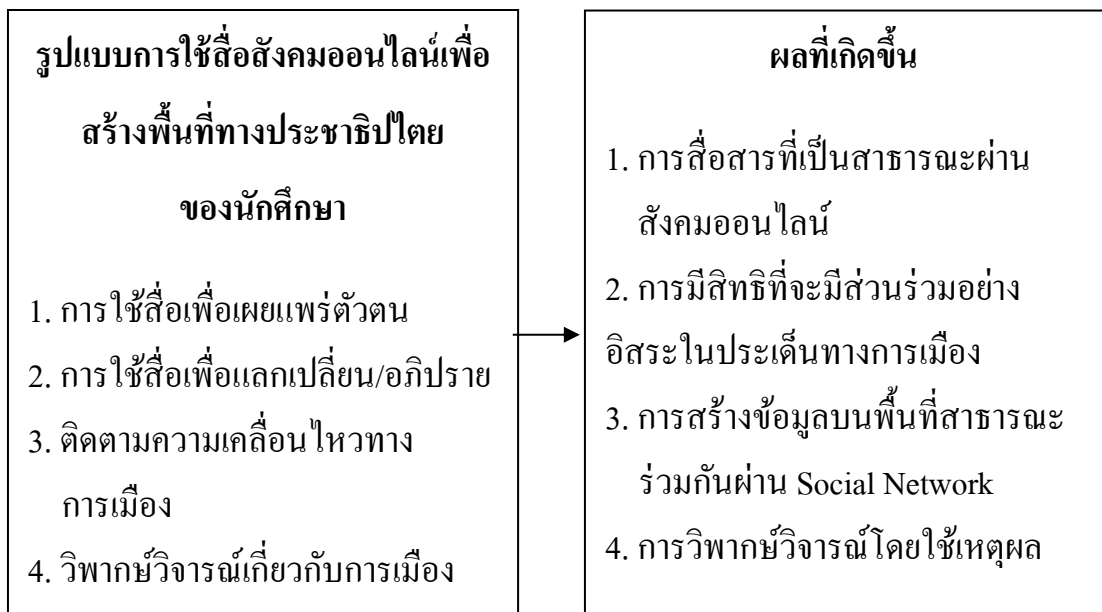 รูปแบบการใช้สื่อสังคมออนไลน์เพื่อ
สร้างพื้นที่ทางประชาธิปไตย
ของนักศึกษา
1. การใช้สื่อเพื่อเผยแพร่ตัวตน
2. การใช้สื่อเพื่อแลกเปลี่ยน/อภิปราย
3. ติดตามความเคลื่อนไหวทาง
การเมือง
4. วิพากษ์วิจารณ์เกี่ยวกับการเมือง
ผลที่เกิดขึ้น
1. การสื่อสารที่เป็นสาธารณะผ่าน
สังคมออนไลน์
2. การมีสิทธิที่จะมีส่วนร่วมอย่าง
อิสระในประเด็นทางการเมือง
3. การสร้างข้อมูลบนพื้นที่สาธารณะ
ร่วมกันผ่าน Social Network
4. การวิพากษ์วิจารณ์โดยใช้เหตุผล